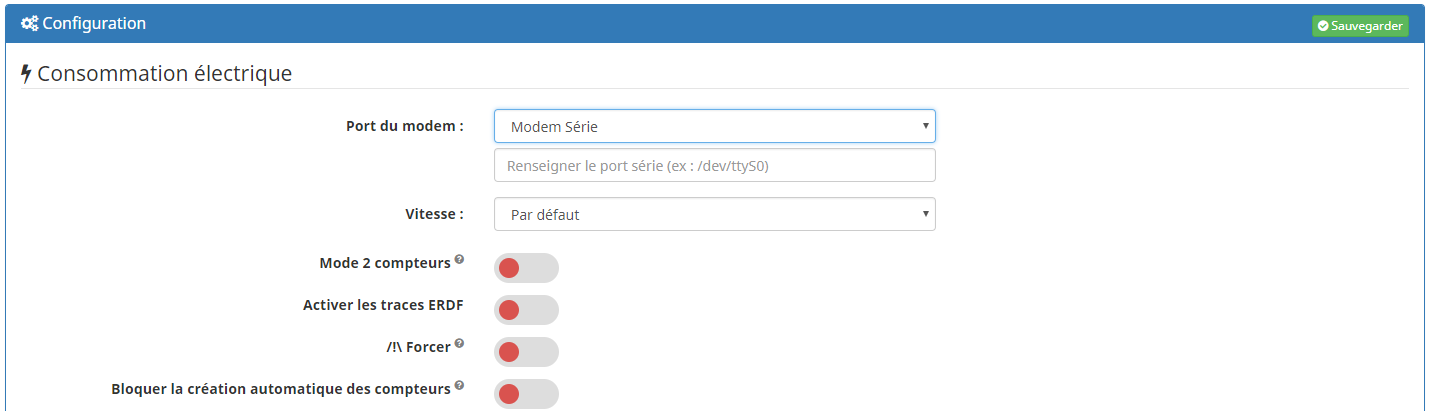 Configuration
Sauvegarder
Consommation électrique
Port du modem :
Modem Série
Renseigner le port série (ex : /dev/ttyS0)
Vitesse :
Par défaut
Mode 2 compteurs ?
Activer les traces ERDF
/!\ Forcer ?
Bloquer la création automatique des compteurs ?